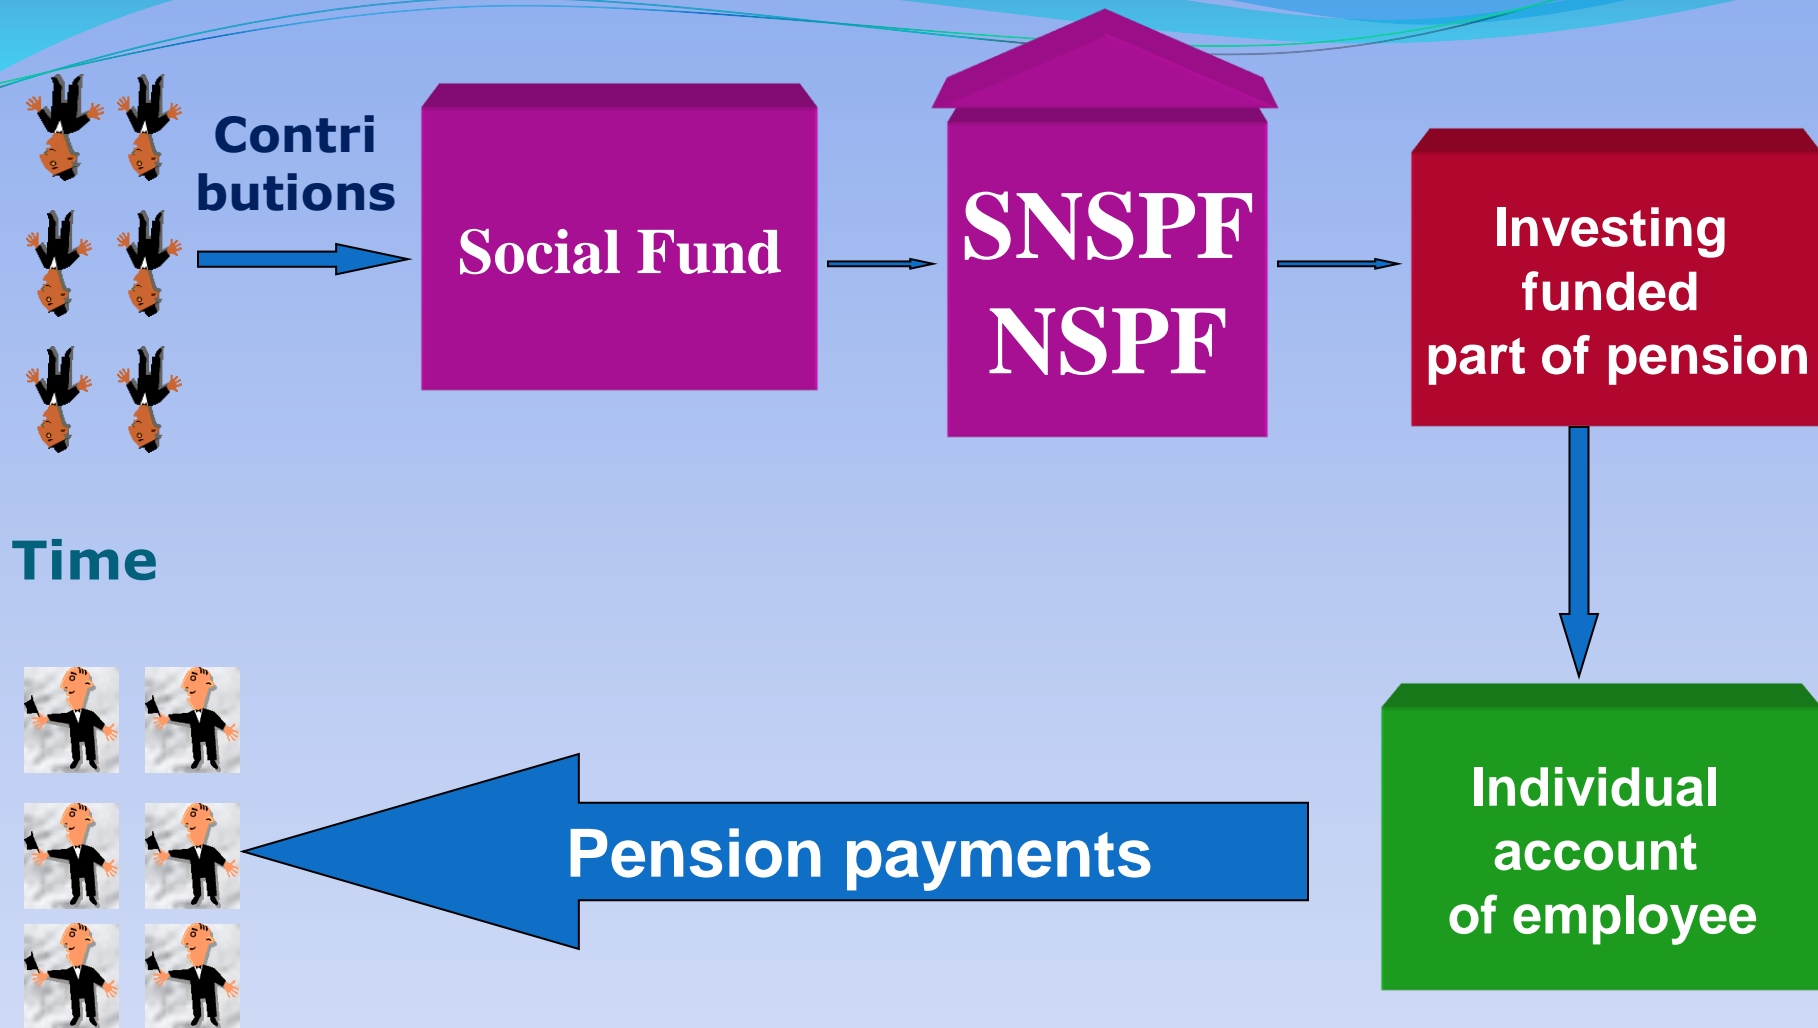 Contri
butions
Social Fund
SNSPF
NSPF
Investing
funded
part of pension
Time
Pension payments
Individual
account
of employee